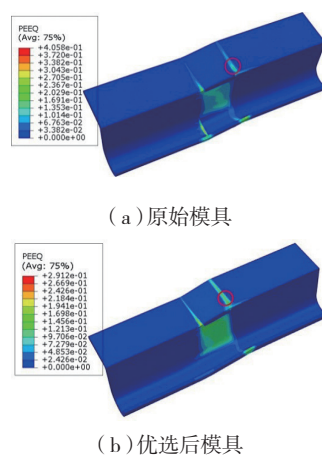 PEEQ
(Avg: 75%)
+4.058e-01
+3.720e-01
+3.382e-01
+3.043e-01
+2.705e-01
+2.367e-01
+2.029e-01
+1.691e-01
+1.353e-01
+1.014e-01
+6.763e-02
+3.382e-02
+0.000e+00
（a）原始模具
PEEQ
(Avg: 75%)
+2.912e-01
+2.669e-01
+2.426e-01
+2.184e-01
+1.941e-01
+1.698e-01
+1.456e-01
+1.213e-01
+9.706e-02
+7.279e-02
+4.853e-02
+2.426e-02
+0.000e+00
（b）优选后模具